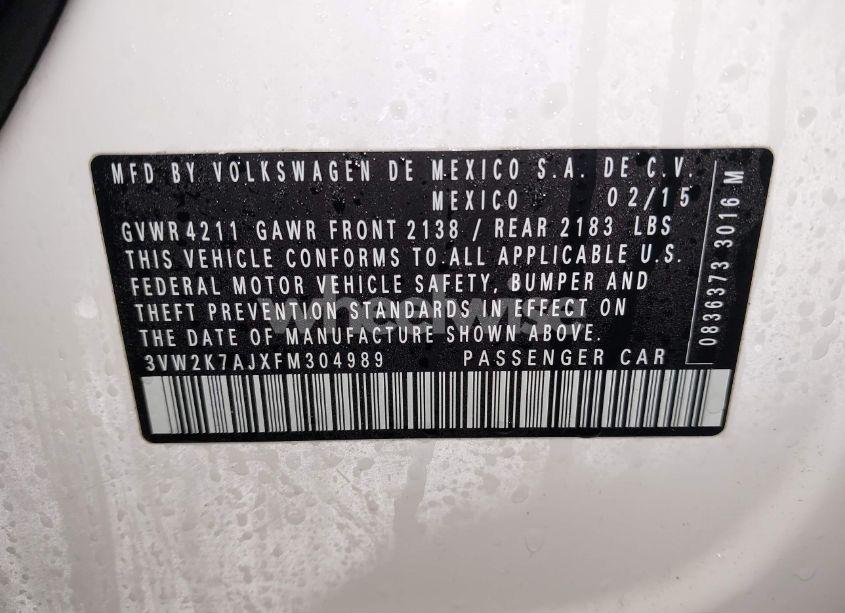 MFD BY VOLKSWAGEN DE MEXICO S.A. DE C.V.
MEXICO 02/15
GVWR 4211 GAWR FRONT 2138 / REAR 2183 LBS
THIS VEHICLE CONFORMS TO ALL APPLICABLE U.S.
FEDERAL MOTOR VEHICLE SAFETY, BUMPER AND
THEFT PREVENTION STANDARDS IN EFFECT ON
THE DATE OF MANUFACTURE SHOWN ABOVE.
3VW2K7AJXFM304989 PASSENGER CAR
0836373 3016 M